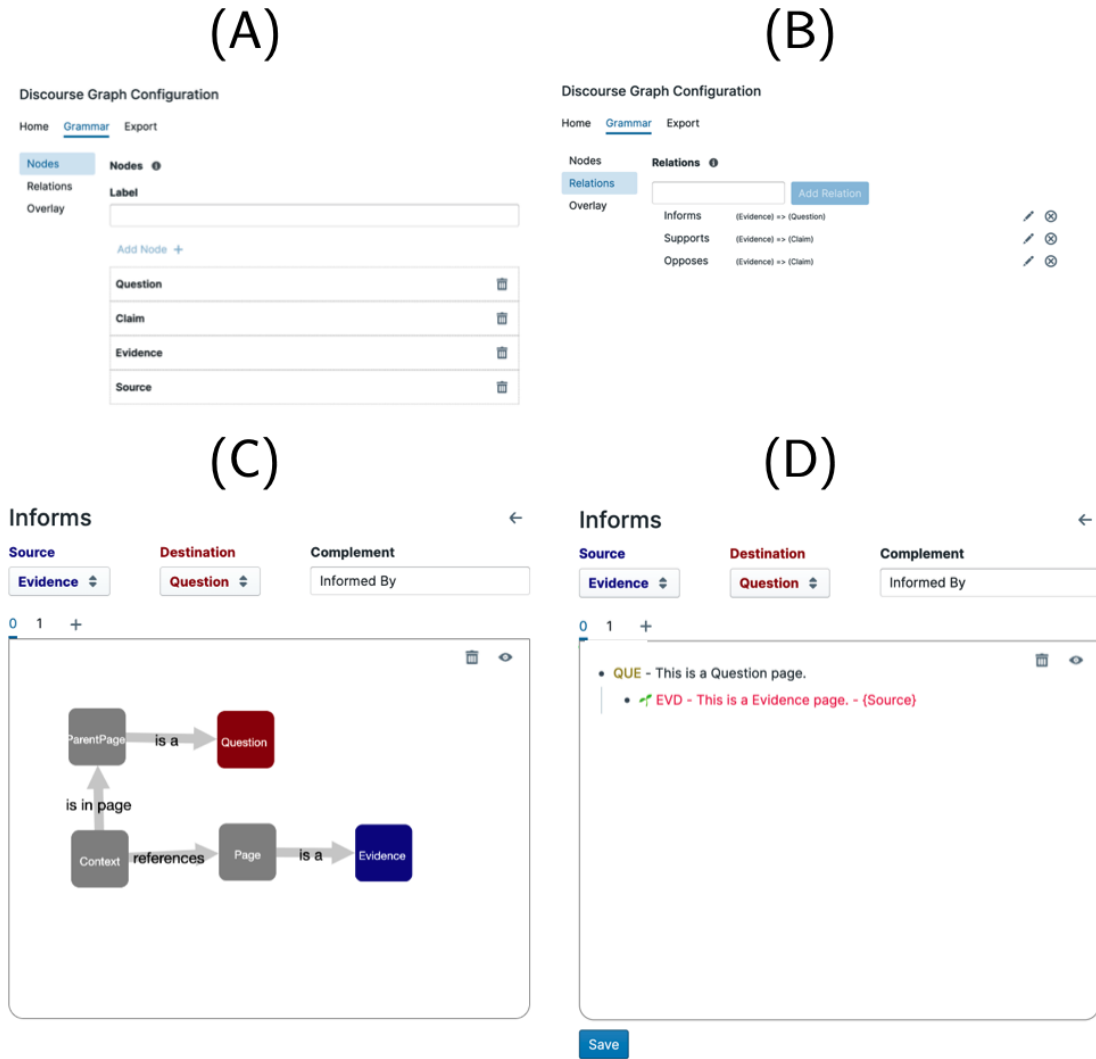 (A)
Discourse Graph Configuration
Home Grammar Export
Nodes
Relations
Overlay
Nodes
Label
Add Node +
Question
Claim
Evidence
Source
(B)
Discourse Graph Configuration
Home Grammar Export
Nodes
Relations
Overlay
Relations
Add Relation
Informs (Evidence) => (Question)
Supports (Evidence) => (Claim)
Opposes (Evidence) => (Claim)
(C)
Informs
Source Destination Complement
Evidence Question Informed By
0 1 +
ParentPage is a Question
is in page
Context references Page is a Evidence
(D)
Informs
Source Destination Complement
Evidence Question Informed By
0 1 +
• QUE - This is a Question page.
• 🌱 EVD - This is a Evidence page. - {Source}
Save